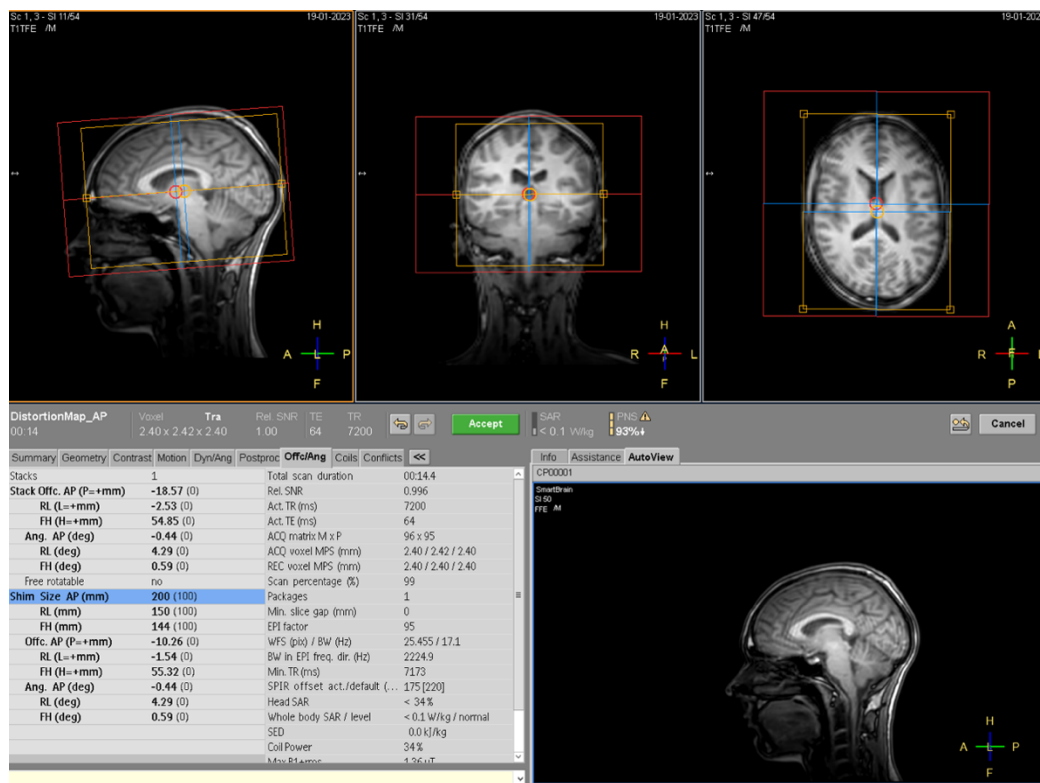 Sc 1, 3 - SI 11/54 19-01-2023
T1TFE /M
Sc 1, 3 - SI 31/54 19-01-2023
T1TFE /M
Sc 1, 3 - SI 47/54 19-01-202
T1TFE /M
H
A L P
F
H
R A L
F
A
R F
P
DistortionMap_AP Voxel Tra Rel. SNR TE TR Accept SAR PNS Cancel
00:14 2.40 x 2.42 x 2.40 1.00 64 7200 < 0.1 W/kg 93%
Summary Geometry Contrast Motion Dyn/Ang Postproc Offc/Ang Coils Conflicts <<
Info Assistance AutoView
Stacks 1 Total scan duration 00:14.4
Stack Offc. AP (P=+mm) -18.57 (0) Rel. SNR 0.996
RL (L=+mm) -2.53 (0) Act. TR (ms) 7200
FH (H=+mm) 54.85 (0) Act. TE (ms) 64
Ang. AP (deg) -0.44 (0) ACQ matrix M x P 96 x 95
RL (deg) 4.29 (0) ACQ voxel MPS (mm) 2.40 / 2.42 / 2.40
FH (deg) 0.59 (0) REC voxel MPS (mm) 2.40 / 2.40 / 2.40
Free rotatable no Scan percentage (%) 99
Shim Size AP (mm) 200 (100) Packages 1
RL (mm) 150 (100) Min. slice gap (mm) 0
FH (mm) 144 (100) EPI factor 95
Offc. AP (P=+mm) -10.26 (0) WFS (pix) / BW (Hz) 25.455 / 17.1
RL (L=+mm) -1.54 (0) BW in EPI freq. dir. (Hz) 2224.9
FH (H=+mm) 55.32 (0) Min. TR (ms) 7173
Ang. AP (deg) -0.44 (0) SPIR offset act./default (... 175 [220]
RL (deg) 4.29 (0) Head SAR < 34%
FH (deg) 0.59 (0) Whole body SAR / level < 0.1 W/kg / normal
SED 0.0 kJ/kg
Coil Power 34%
Max B1+rms 1.36 uT
CP00001
SmartBrain
SI 50
FFE /M
H
A L P
F